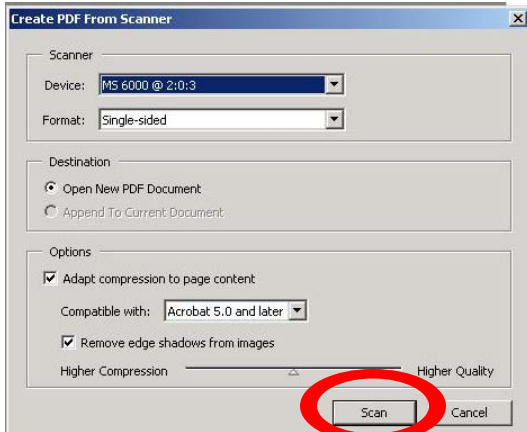 Create PDF From Scanner
Scanner
Device: MS 6000 @ 2:0:3
Format: Single-sided
Destination
Open New PDF Document
Append To Current Document
Options
Adapt compression to page content
Compatible with: Acrobat 5.0 and later
Remove edge shadows from images
Higher Compression Higher Quality
Scan Cancel